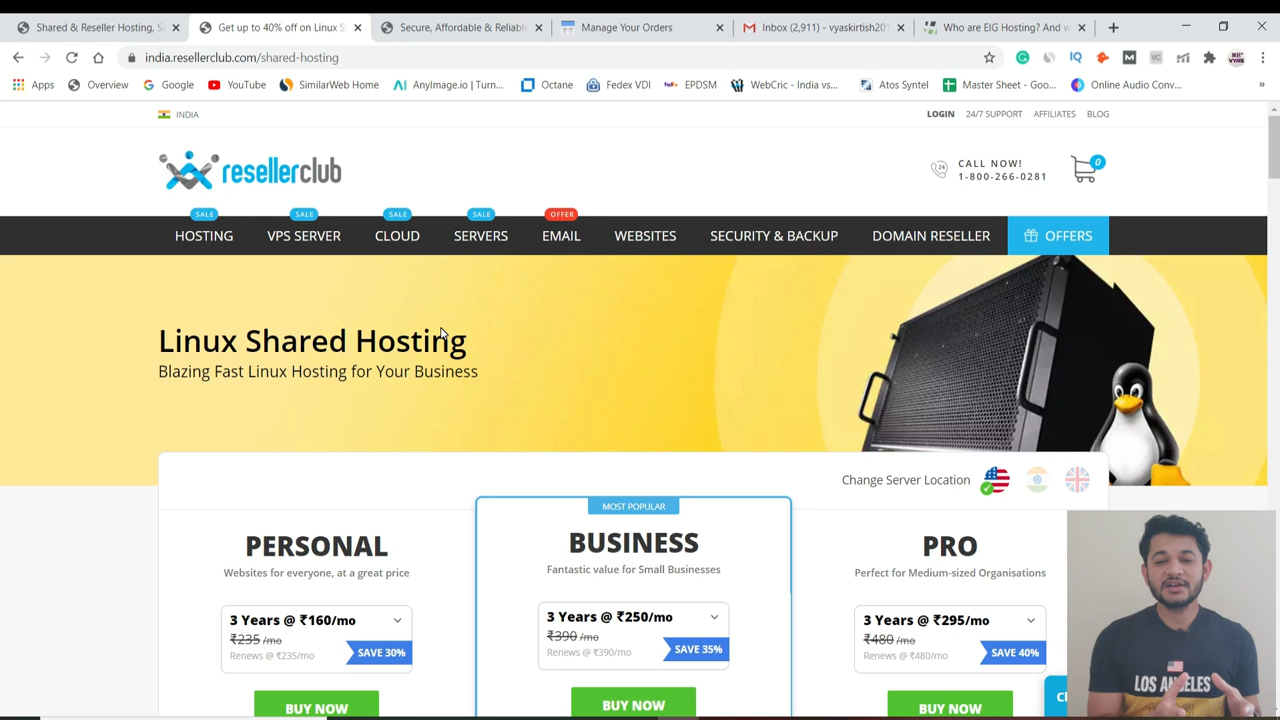 Shared & Reseller Hosting, Se
Get up to 40% off on Linux S
Secure, Affordable & Reliable
Manage Your Orders
Inbox (2,911) - vyaskirtish201
Who are EIG Hosting? And w
india.resellerclub.com/shared-hosting
Apps
Overview
Google
YouTube
SimilarWeb Home
AnyImage.io | Turn...
Octane
Fedex VDI
EPDSM
WebCric - India vs...
Atos Syntel
Master Sheet - Goo...
Online Audio Conv...
INDIA
LOGIN 24/7 SUPPORT AFFILIATES BLOG
resellerclub
24
CALL NOW!
1-800-266-0281
0
SALE SALE SALE SALE OFFER
HOSTING VPS SERVER CLOUD SERVERS EMAIL WEBSITES SECURITY & BACKUP DOMAIN RESELLER OFFERS
Linux Shared Hosting
Blazing Fast Linux Hosting for Your Business
Change Server Location
PERSONAL
Websites for everyone, at a great price
3 Years @ ₹160/mo
₹235 /mo
Renews @ ₹235/mo
SAVE 30%
BUY NOW
MOST POPULAR
BUSINESS
Fantastic value for Small Businesses
3 Years @ ₹250/mo
₹390 /mo
Renews @ ₹390/mo
SAVE 35%
BUY NOW
PRO
Perfect for Medium-sized Organisations
3 Years @ ₹295/mo
₹480 /mo
Renews @ ₹480/mo
SAVE 40%
BUY NOW
LOS ANGELES